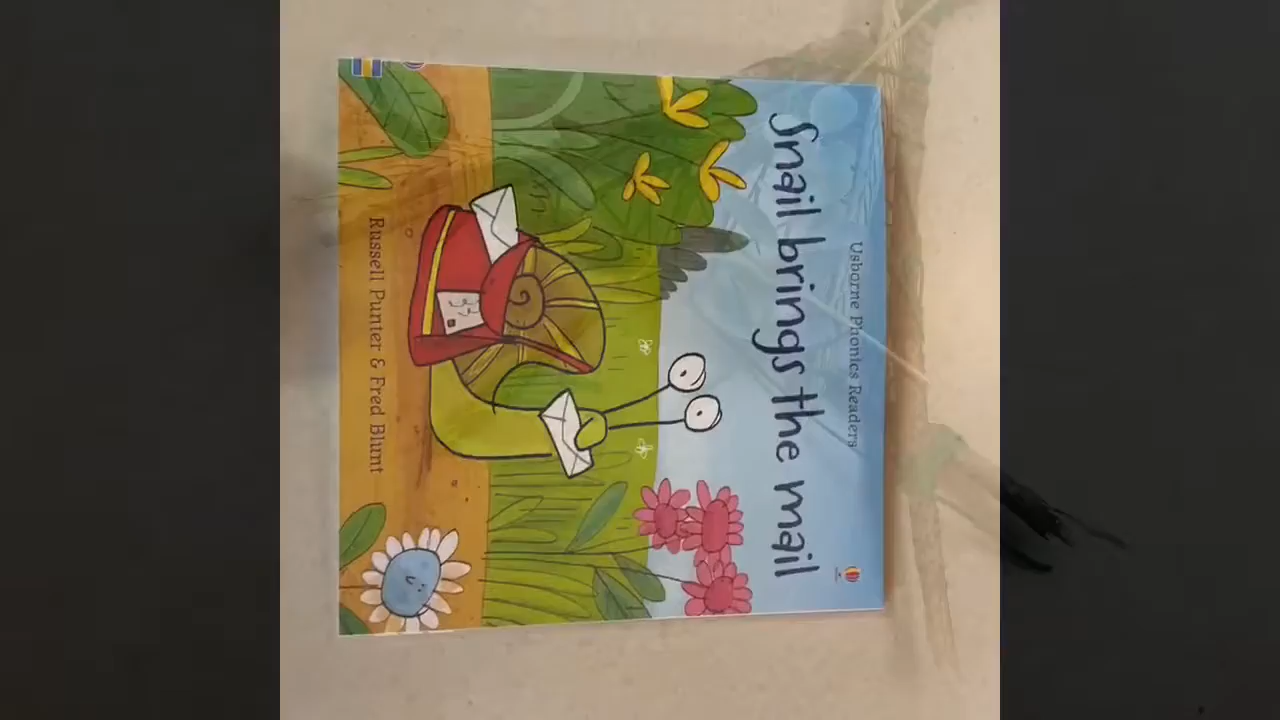 Usborne Phonics Readers
Snail brings the mail
Russell Punter & Fred Blunt